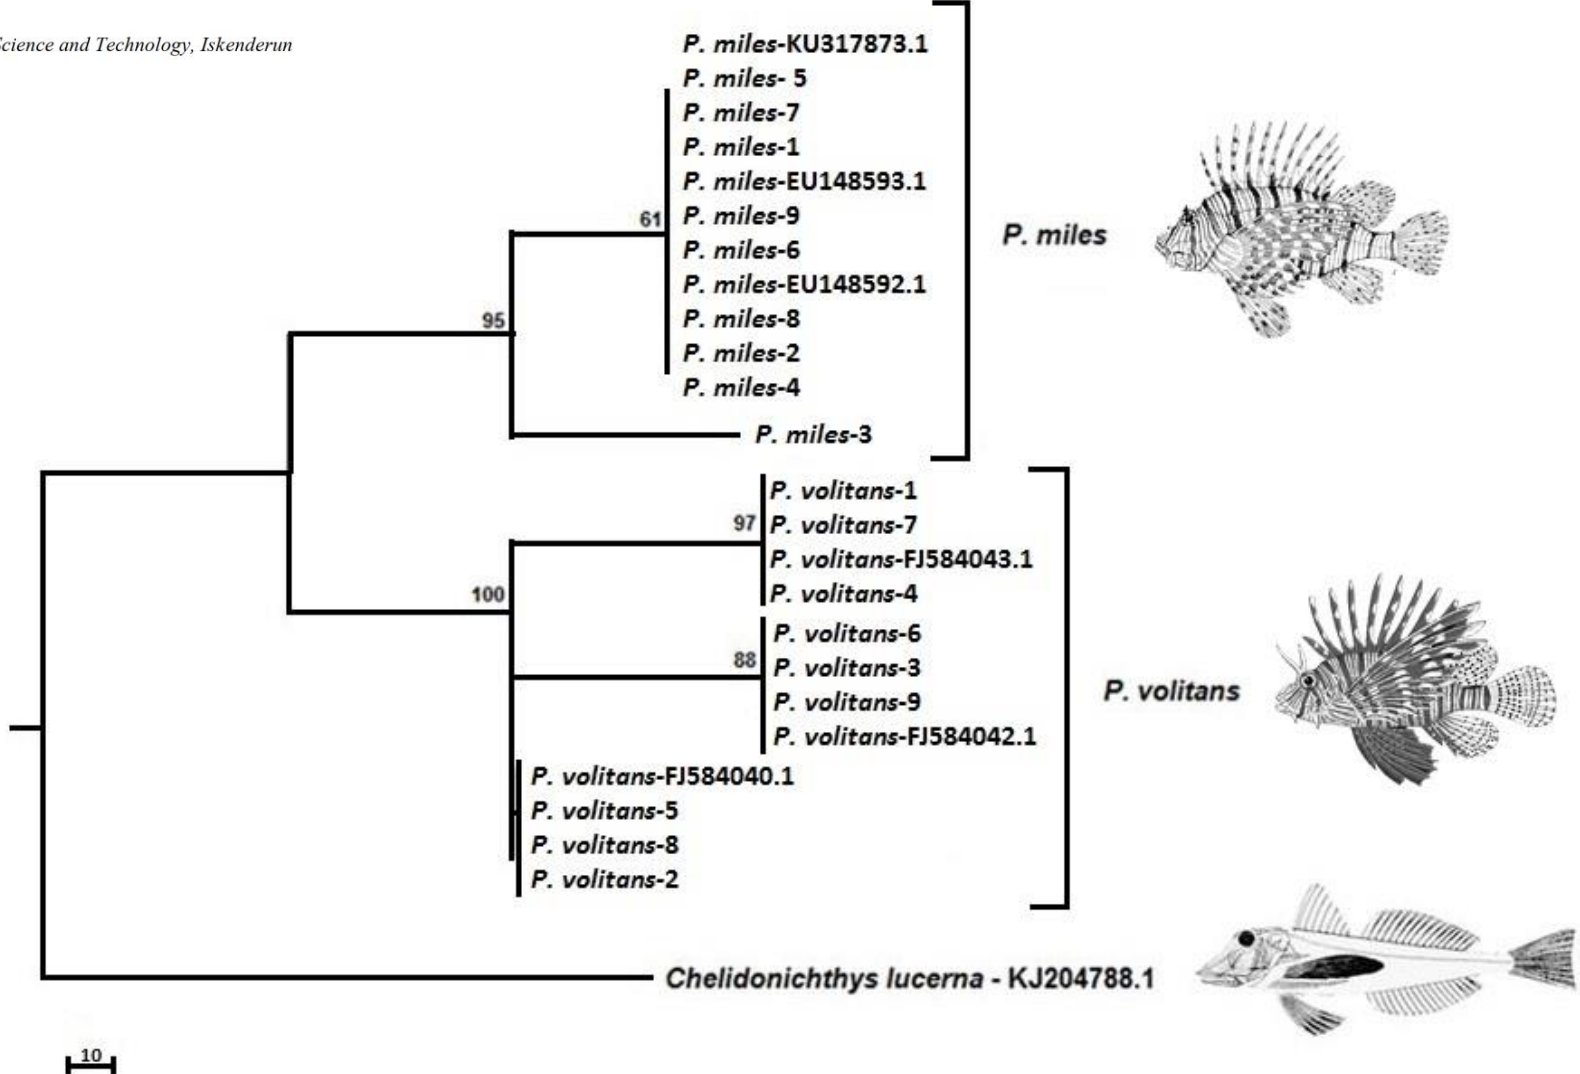 Science and Technology, Iskenderun
P. miles-KU317873.1
P. miles- 5
P. miles-7
P. miles-1
P. miles-EU148593.1
P. miles-9
61
P. miles
P. miles-6
P. miles-EU148592.1
P. miles-8
95
P. miles-2
P. miles-4
P. miles-3
P. volitans-1
97
P. volitans-7
P. volitans-FJ584043.1
P. volitans-4
100
P. volitans-6
88
P. volitans-3
P. volitans
P. volitans-9
P. volitans-FJ584042.1
P. volitans-FJ584040.1
P. volitans-5
P. volitans-8
P. volitans-2
Chelidonichthys lucerna - KJ204788.1
10